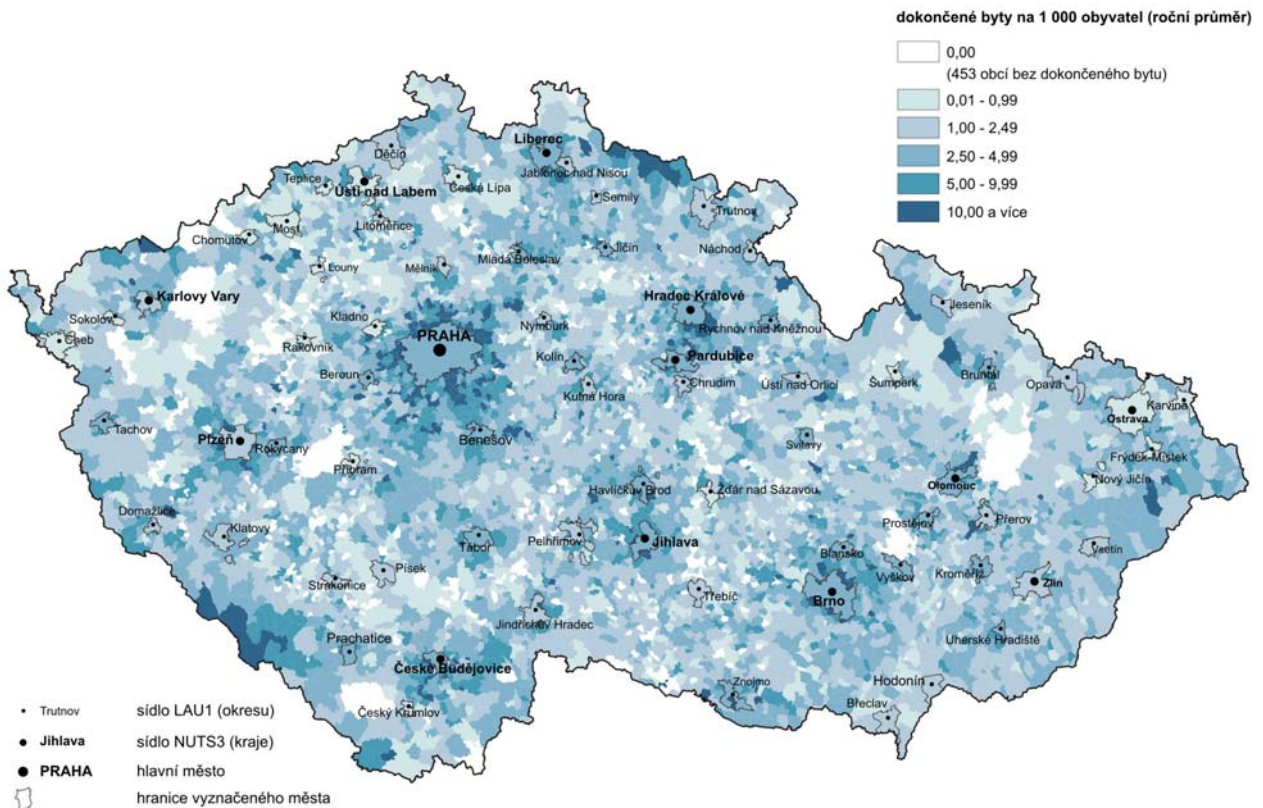 dokončené byty na 1 000 obyvatel (roční průměr)
0,00
(453 obcí bez dokončeného bytu)
0,01 - 0,99
1,00 - 2,49
2,50 - 4,99
5,00 - 9,99
10,00 a více
Liberec
Děčín
Jablonec nad Nisou
Teplice
Ústí nad Labem
Česká Lípa
Semily
Trutnov
Most
Litoměřice
Chomutov
Jičín
Náchod
Mladá Boleslav
Louny
Mělník
Karlovy Vary
Hradec Králové
Jeseník
Sokolov
Kladno
Nymburk
Rychnov nad Kněžnou
Cheb
PRAHA
Rakovník
Kolín
Pardubice
Beroun
Chrudim
Ústí nad Orlicí
Šumperk
Bruntál
Opava
Karviná
Kutná Hora
Ostrava
Tachov
Plzeň
Rokycany
Benešov
Svitavy
Frýdek-Místek
Příbram
Nový Jičín
Havlíčkův Brod
Žďár nad Sázavou
Olomouc
Domažlice
Klatovy
Prostějov
Přerov
Tábor
Pelhřimov
Jihlava
Vsetín
Blansko
Písek
Vyškov
Kroměříž
Strakonice
Třebíč
Brno
Zlín
Jindřichův Hradec
Prachatice
Uherské Hradiště
České Budějovice
Hodonín
Znojmo
Břeclav
Český Krumlov
Trutnov
sídlo LAU1 (okresu)
Jihlava
sídlo NUTS3 (kraje)
PRAHA
hlavní město
hranice vyznačeného města